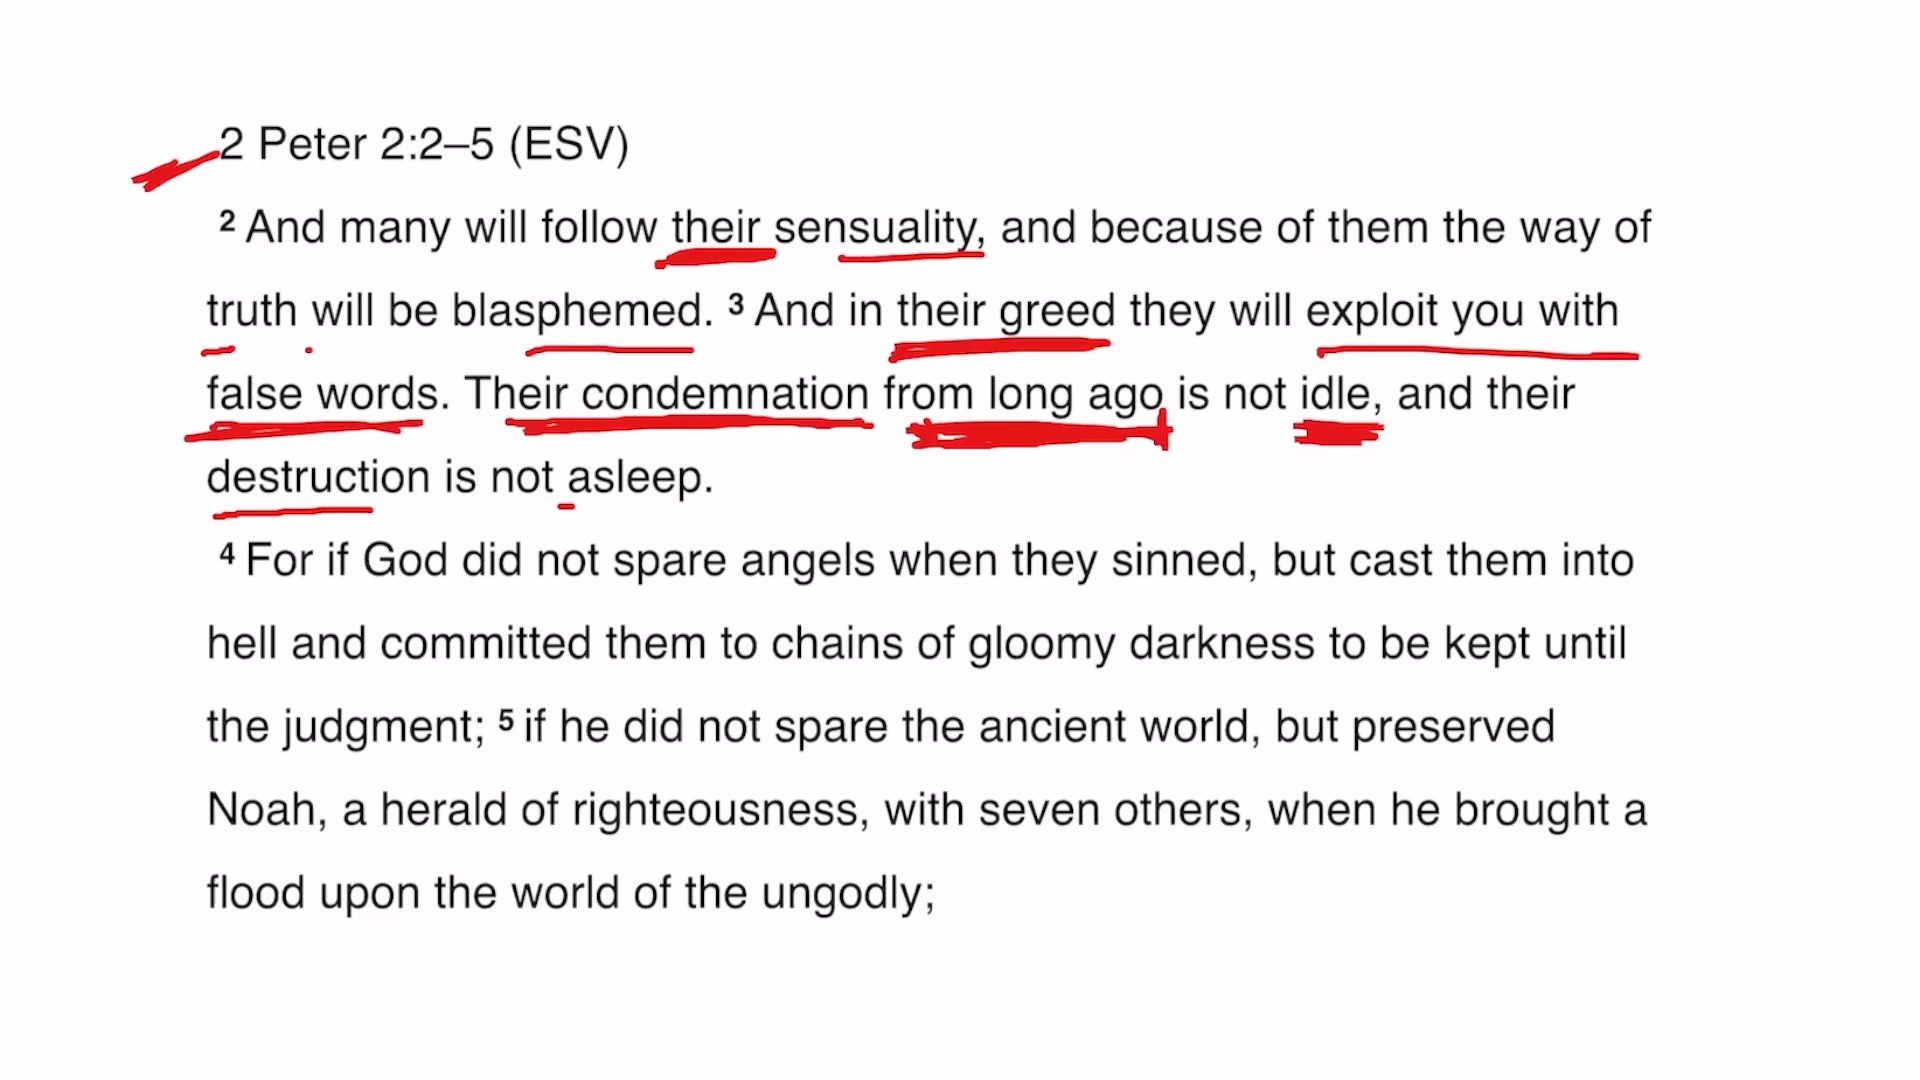 2 Peter 2:2–5 (ESV)
2 And many will follow their sensuality, and because of them the way of
truth will be blasphemed. 3 And in their greed they will exploit you with
false words. Their condemnation from long ago is not idle, and their
destruction is not asleep.
4 For if God did not spare angels when they sinned, but cast them into
hell and committed them to chains of gloomy darkness to be kept until
the judgment; 5 if he did not spare the ancient world, but preserved
Noah, a herald of righteousness, with seven others, when he brought a
flood upon the world of the ungodly;